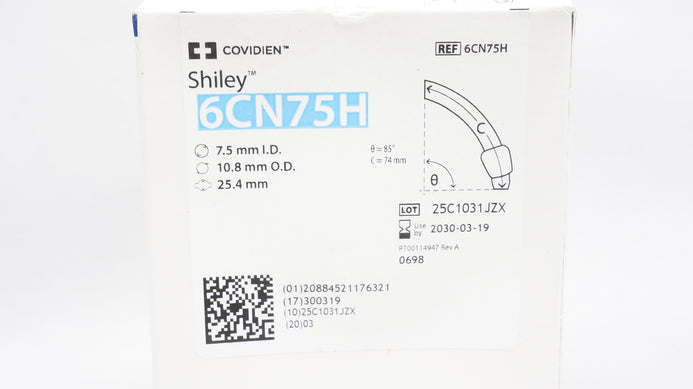 COVIDIEN™
REF 6CN75H
Shiley™
6CN75H
7.5 mm I.D.
10.8 mm O.D.
25.4 mm
θ = 85°
C = 74 mm
C
θ
LOT 25C1031JZX
Use by 2030-03-19
PT00114947 Rev A
0698
(01)20884521176321
(17)300319
(10)25C1031JZX
(20)03